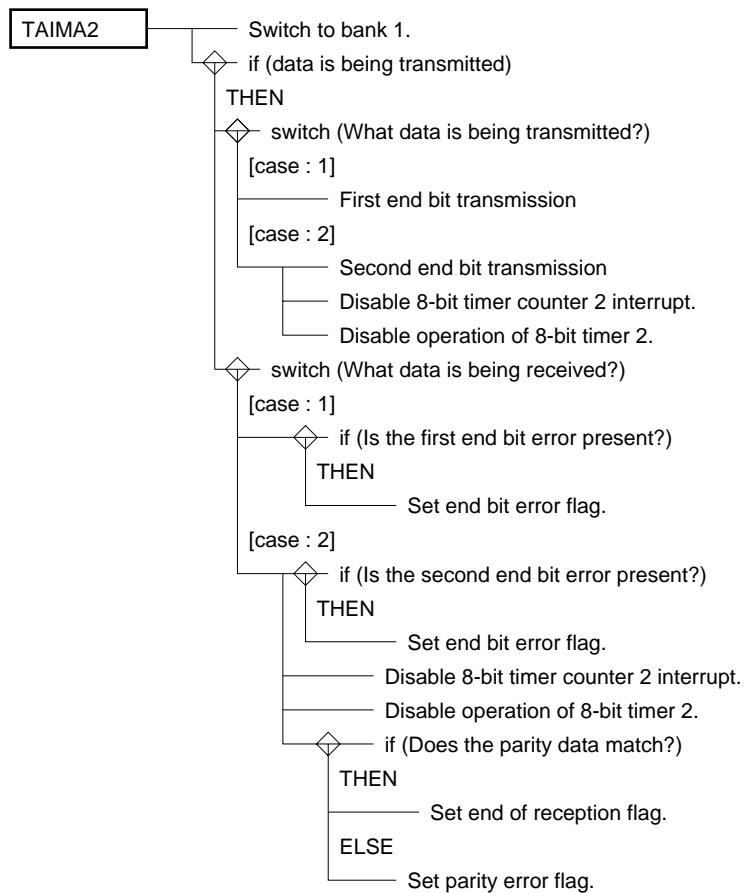 TAIMA2
Switch to bank 1.
if (data is being transmitted)
THEN
switch (What data is being transmitted?)
[case : 1]
First end bit transmission
[case : 2]
Second end bit transmission
Disable 8-bit timer counter 2 interrupt.
Disable operation of 8-bit timer 2.
switch (What data is being received?)
[case : 1]
if (Is the first end bit error present?)
THEN
Set end bit error flag.
[case : 2]
if (Is the second end bit error present?)
THEN
Set end bit error flag.
Disable 8-bit timer counter 2 interrupt.
Disable operation of 8-bit timer 2.
if (Does the parity data match?)
THEN
Set end of reception flag.
ELSE
Set parity error flag.